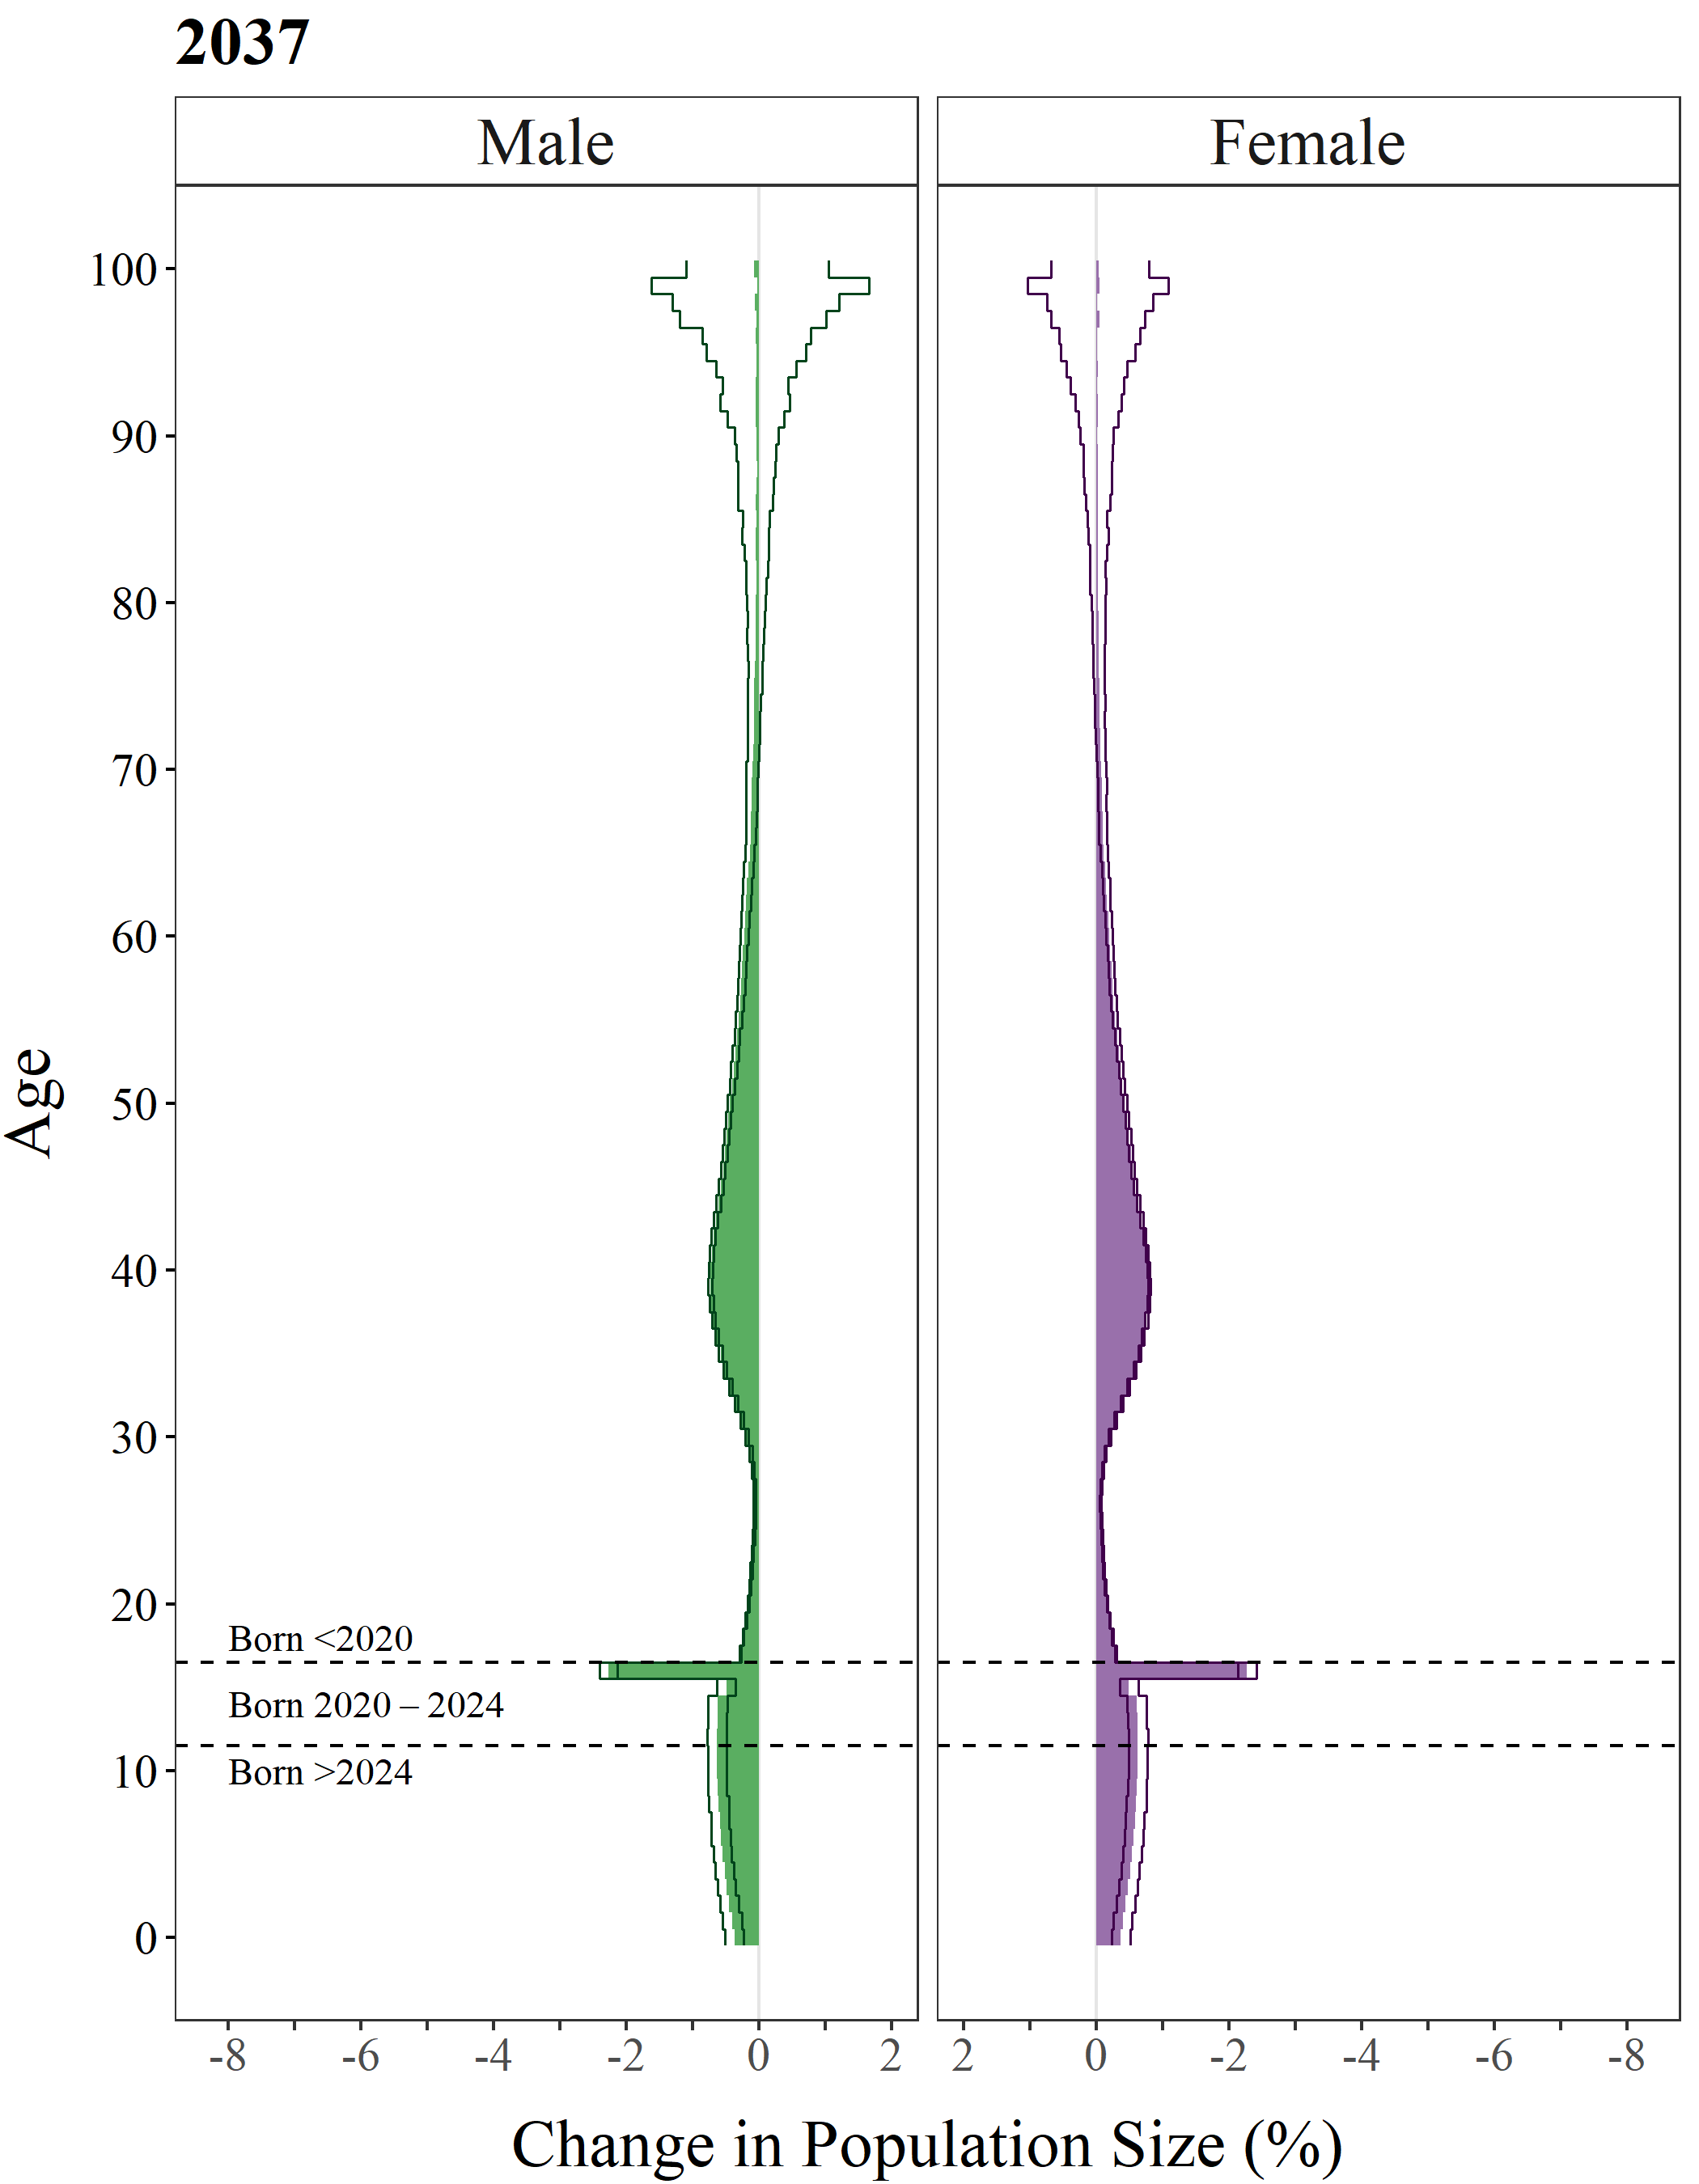 2037
Male
Female
100
90
80
70
60
50
40
30
20
10
0
Age
Born <2020
Born 2020 – 2024
Born >2024
-8 -6 -4 -2 0 2
2 0 -2 -4 -6 -8
Change in Population Size (%)